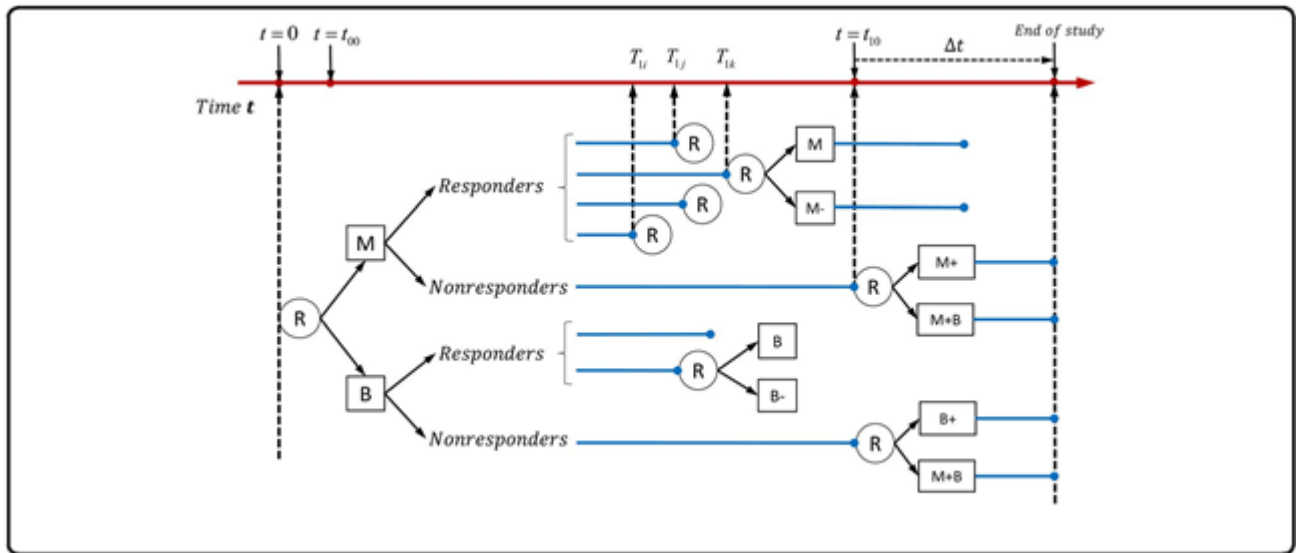 t = 0
t = t₀₀
T₁ᵢ
T₁ⱼ
T₁ₖ
t = t₁₀
Δt
End of study
Time t
R
M
R
R
M-
Responders
R
R
M
M+
Nonresponders
R
R
M+B
Responders
B
R
B
B-
B+
Nonresponders
R
M+B